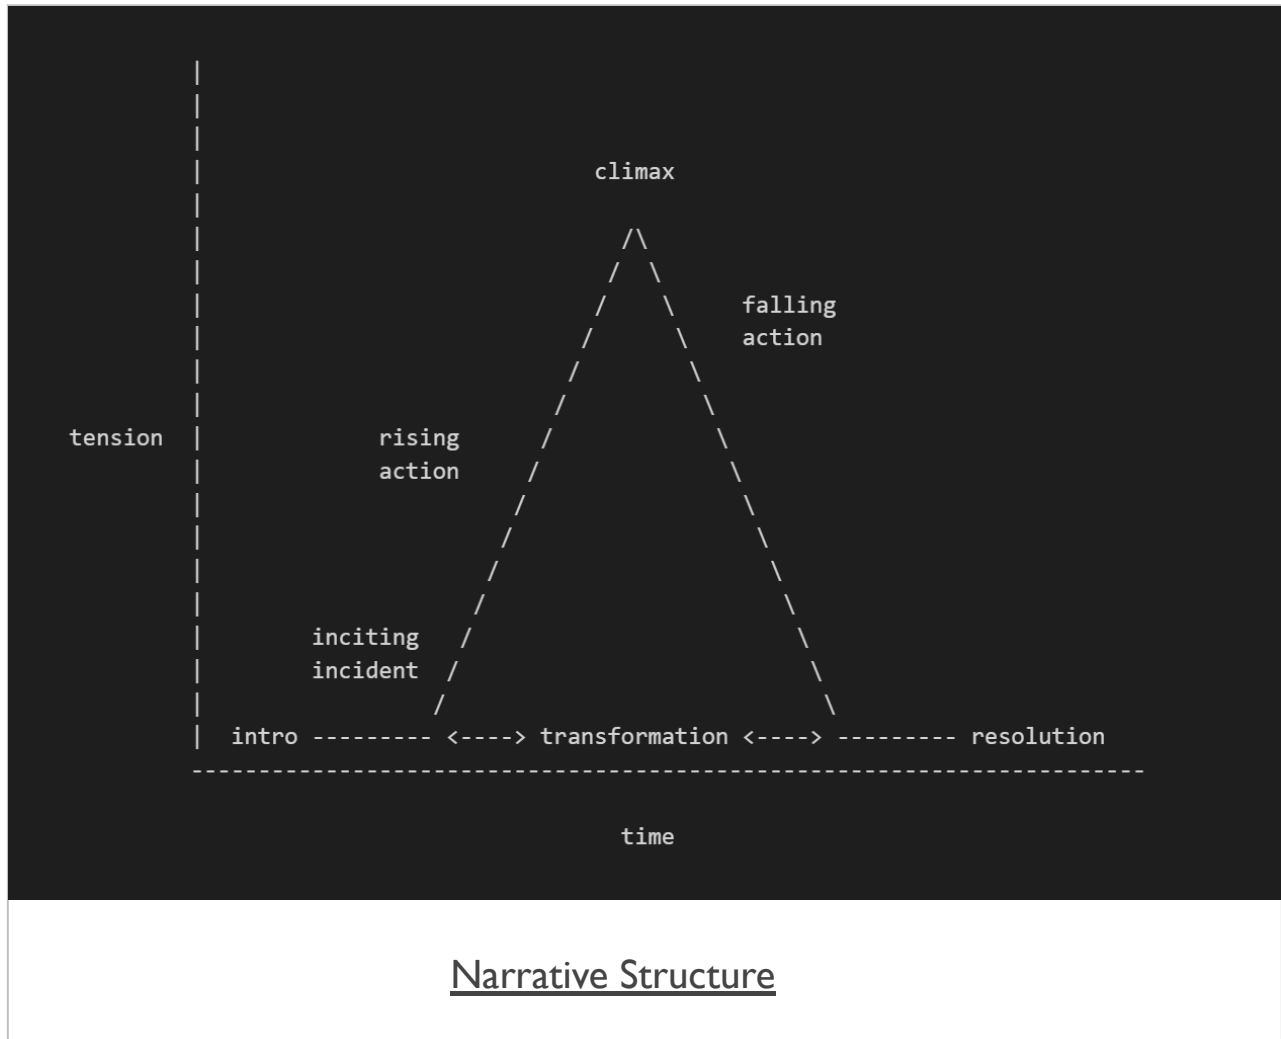 climax
falling
action
tension
rising
action
inciting
incident
intro --------- <----> transformation <----> --------- resolution
time
Narrative Structure